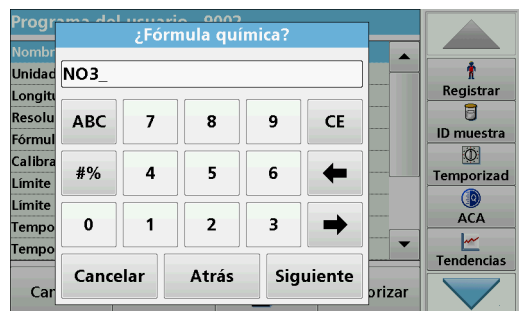 Programa del usuario 9002
¿Fórmula química?
NO3_
ABC 7 8 9 CE
#% 4 5 6
0 1 2 3
Cancelar Atrás Siguiente
Nombr
Unidad
Longitu
Resolu
Fórmul
Calibra
Límite
Límite
Tempo
Tempo
Can
orizar
Registrar
ID muestra
Temporizad
ACA
Tendencias